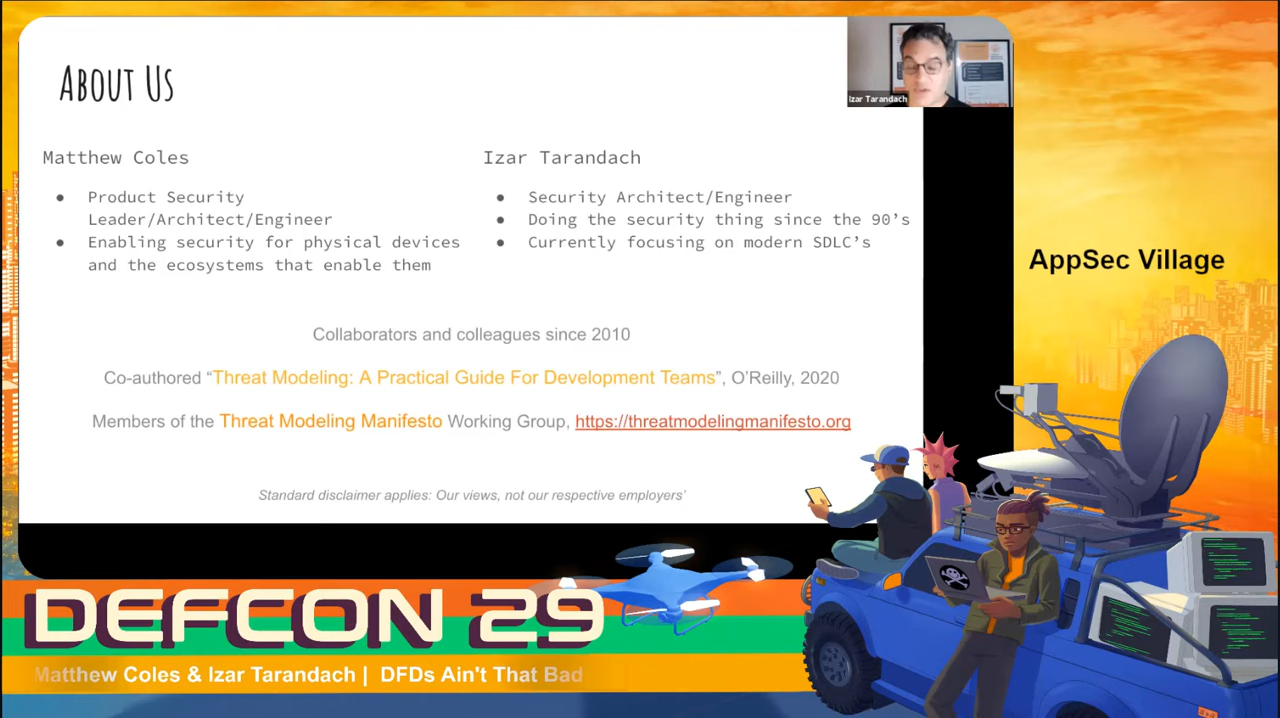 About Us
Izar Tarandach
Matthew Coles
● Product Security
Leader/Architect/Engineer
● Enabling security for physical devices
and the ecosystems that enable them
Izar Tarandach
● Security Architect/Engineer
● Doing the security thing since the 90's
● Currently focusing on modern SDLC's
Collaborators and colleagues since 2010
Co-authored “Threat Modeling: A Practical Guide For Development Teams”, O’Reilly, 2020
Members of the Threat Modeling Manifesto Working Group, https://threatmodelingmanifesto.org
Standard disclaimer applies: Our views, not our respective employers’
AppSec Village
DEFCON 29
Matthew Coles & Izar Tarandach | DFDs Ain't That Bad